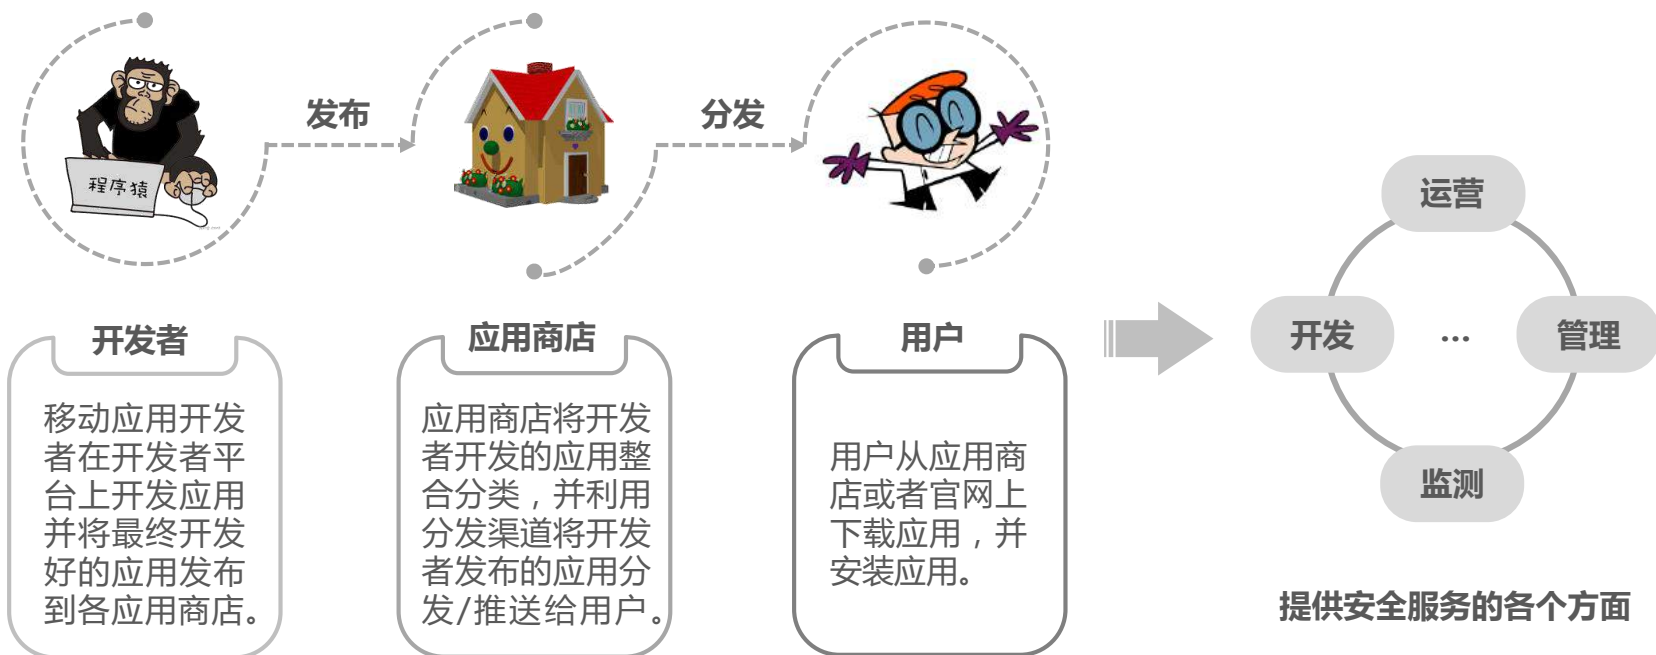 发布
分发
程序猿
开发者
移动应用开发
者在开发者平
台上开发应用
并将最终开发
好的应用发布
到各应用商店。
应用商店
应用商店将开发
者开发的应用整
合分类，并利用
分发渠道将开发
者发布的应用分
发/推送给用户。
用户
用户从应用商
店或者官网上
下载应用，并
安装应用。
运营
开发
...
管理
监测
提供安全服务的各个方面